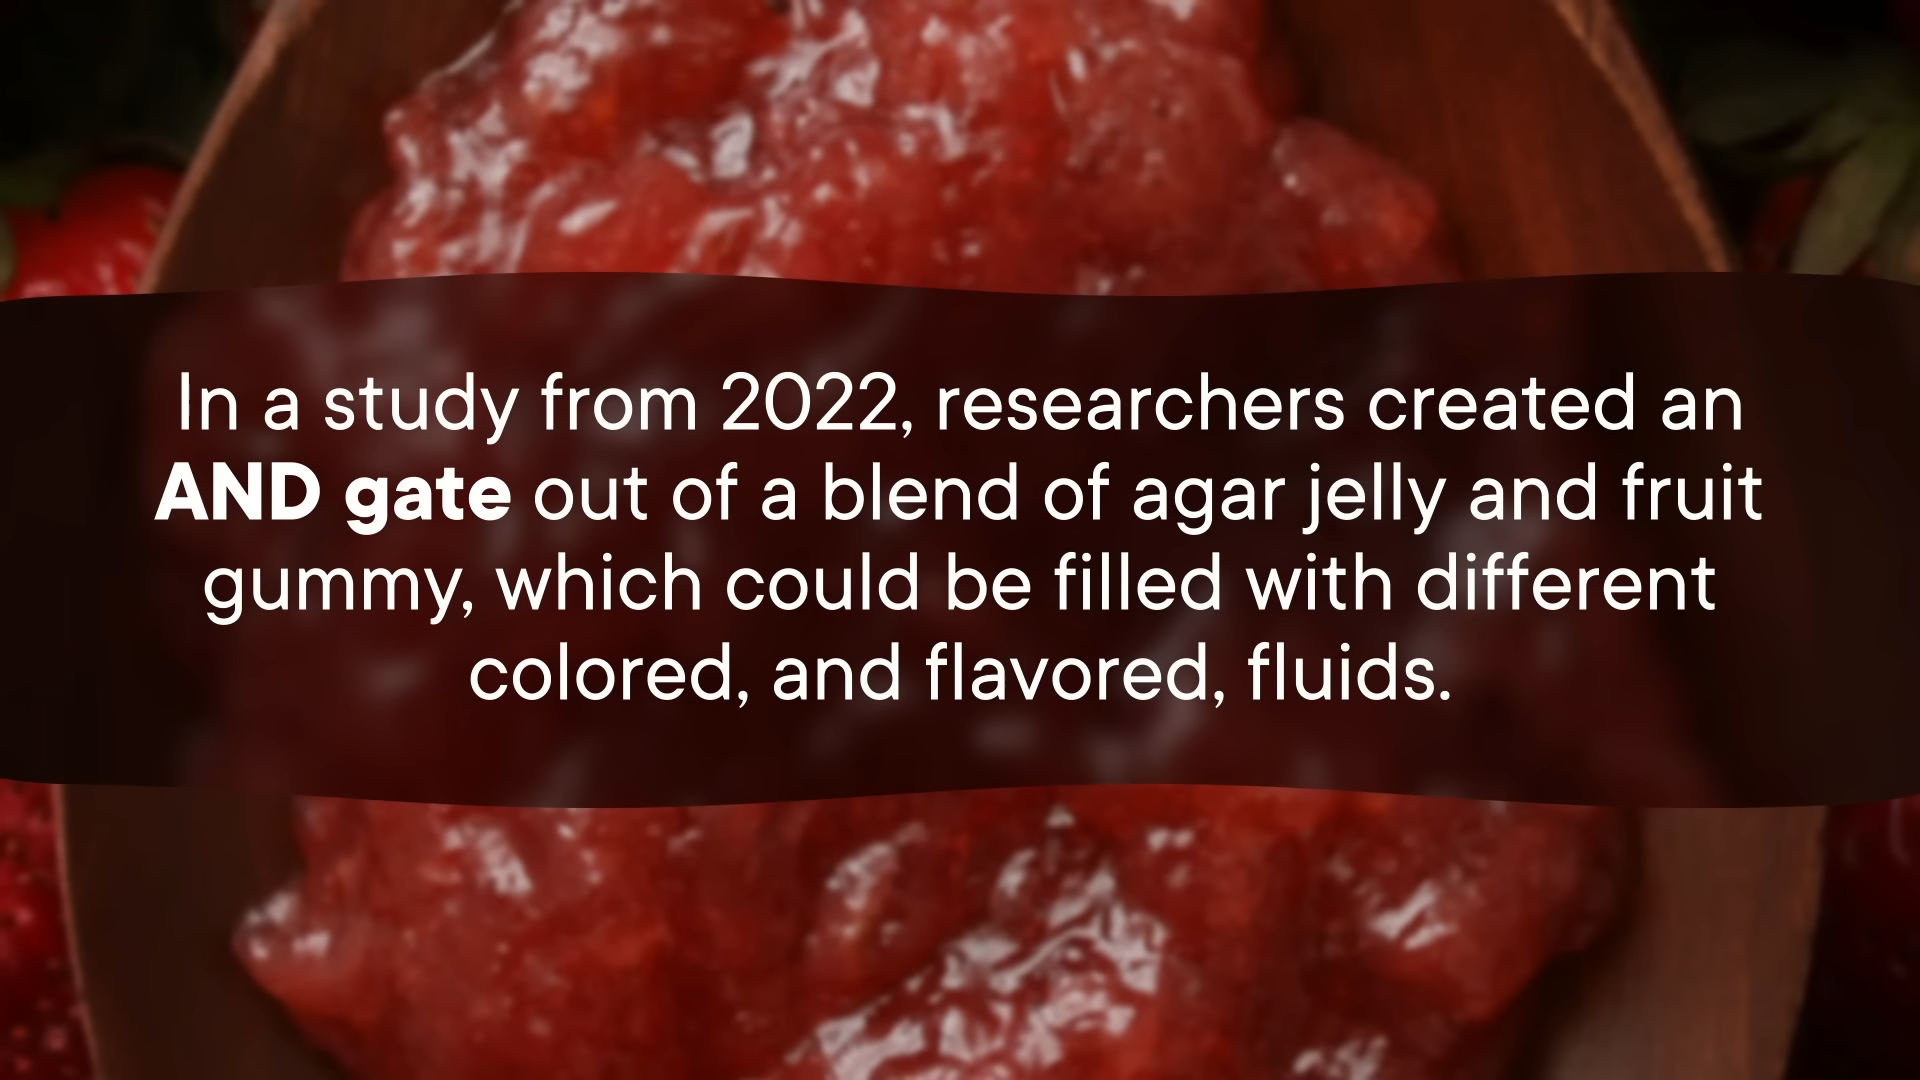 In a study from 2022, researchers created an
AND gate out of a blend of agar jelly and fruit
gummy, which could be filled with different
colored, and flavored, fluids.